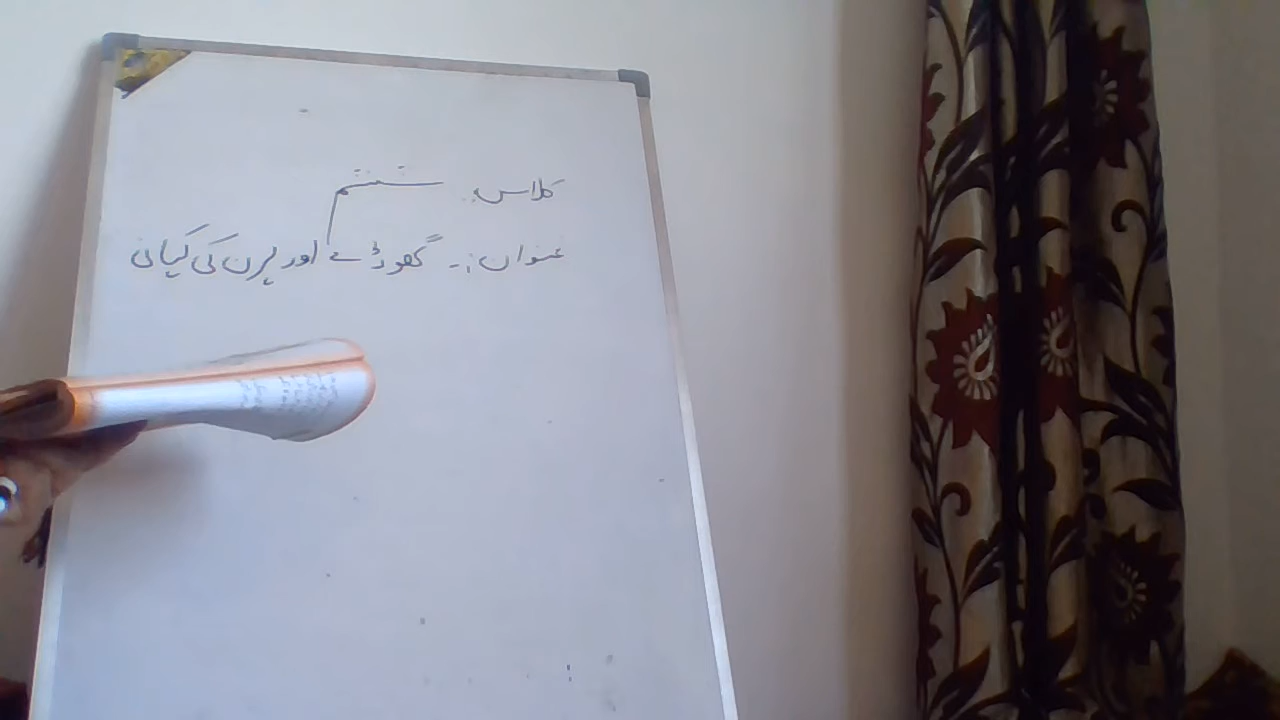 کلاس:۔ ششم
عنوان:۔ گھوڑے اور ہرن کی کہانی